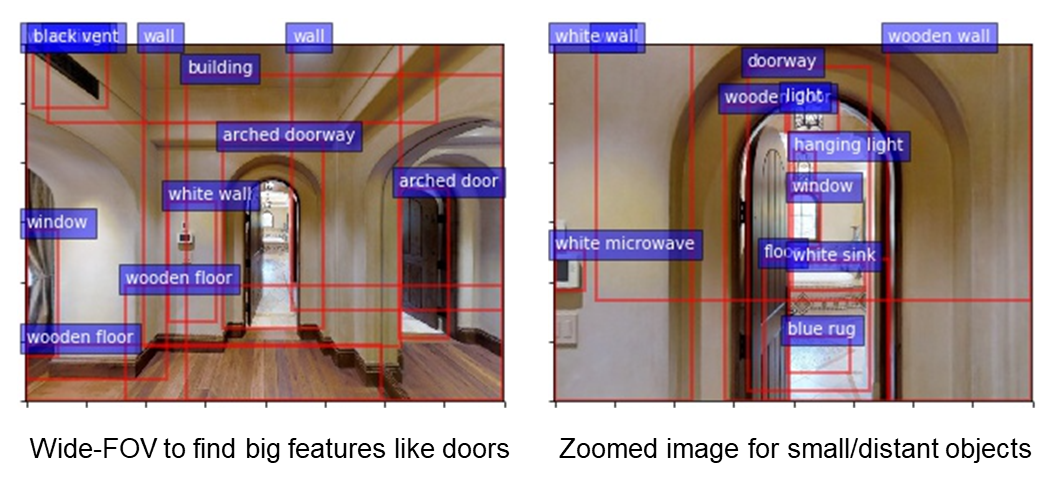 black vent
wall
wall
building
arched doorway
arched door
white wall
window
wooden floor
wooden floor
white wall
wooden wall
doorway
wooden
light
hanging light
window
white microwave
floor
white sink
blue rug
Wide-FOV to find big features like doors
Zoomed image for small/distant objects